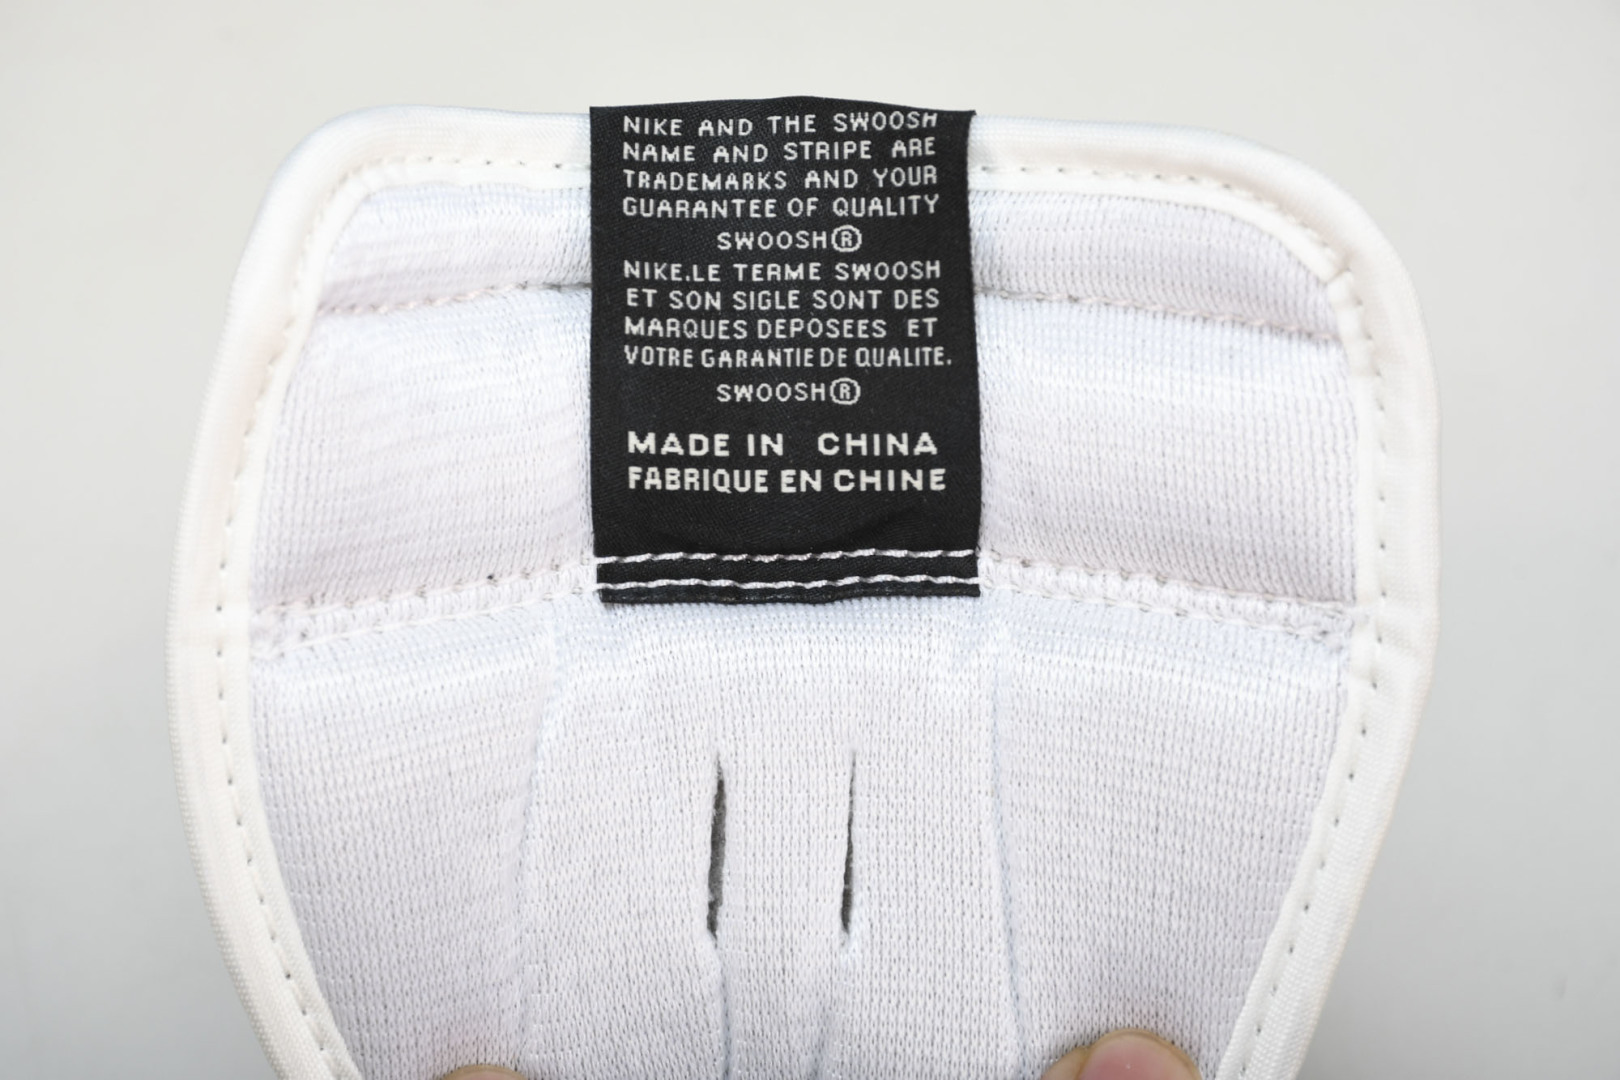 NIKE AND THE SWOOSH
NAME AND STRIPE ARE
TRADEMARKS AND YOUR
GUARANTEE OF QUALITY
SWOOSH®
NIKE.LE TERME SWOOSH
ET SON SIGLE SONT DES
MARQUES DEPOSEES ET
VOTRE GARANTIE DE QUALITE.
SWOOSH®
MADE IN CHINA
FABRIQUE EN CHINE